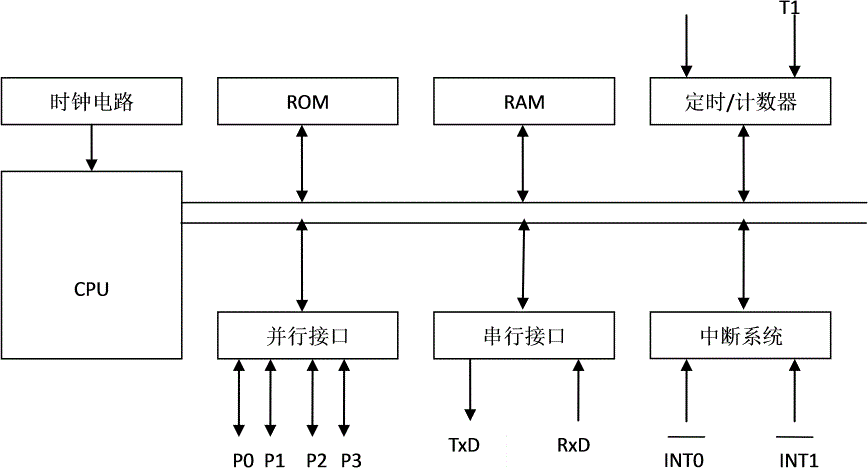 T1
时钟电路
ROM
RAM
定时/计数器
CPU
并行接口
串行接口
中断系统
P0 P1 P2 P3
TxD
RxD
INT0
INT1